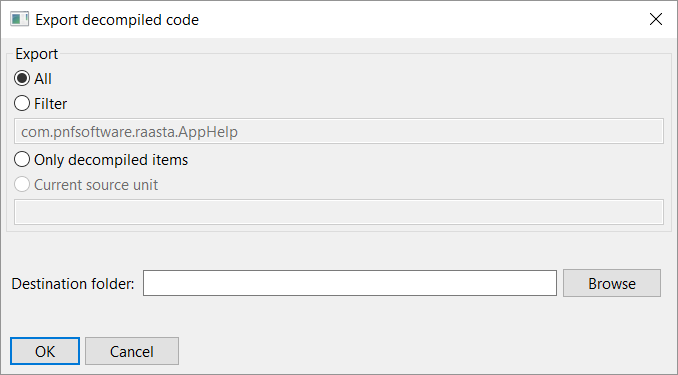 Export decompiled code
Export
All
Filter
com.pnfsoftware.raasta.AppHelp
Only decompiled items
Current source unit
Destination folder: Browse
OK Cancel